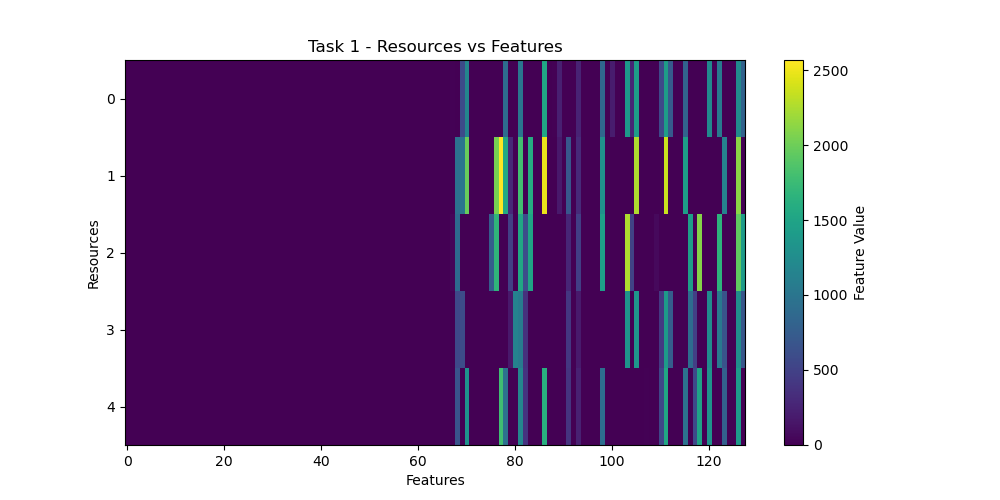 Task 1 - Resources vs Features
Resources
0
1
2
3
4
0 20 40 60 80 100 120
Features
2500
2000
1500
1000
500
0
Feature Value